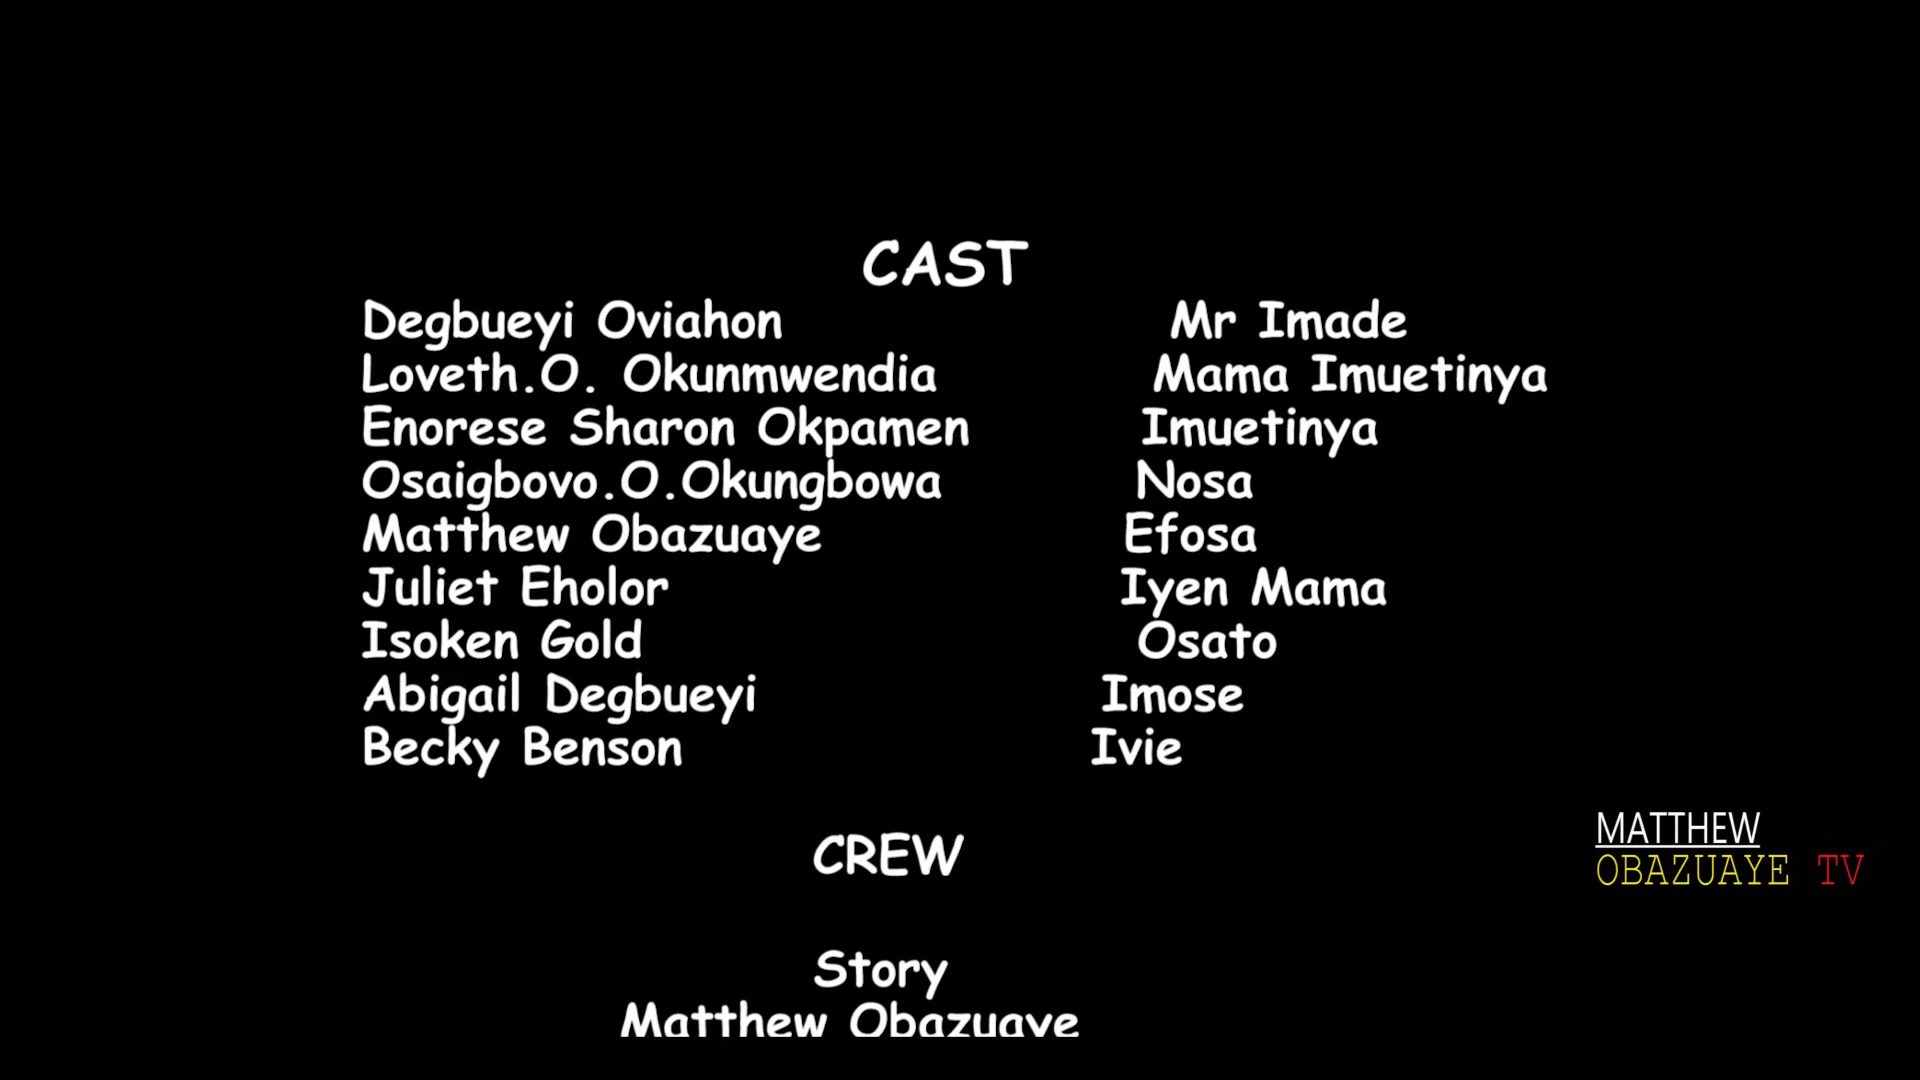 CAST
Degbueyi Oviahon Mr Imade
Loveth.O. Okunmwendia Mama Imuetinya
Enorese Sharon Okpamen Imuetinya
Osaigbovo.O.Okungbowa Nosa
Matthew Obazuaye Efosa
Juliet Eholor Iyen Mama
Isoken Gold Osato
Abigail Degbueyi Imose
Becky Benson Ivie
CREW
MATTHEW
OBAZUAYE TV
Story
Matthew Obazuaye